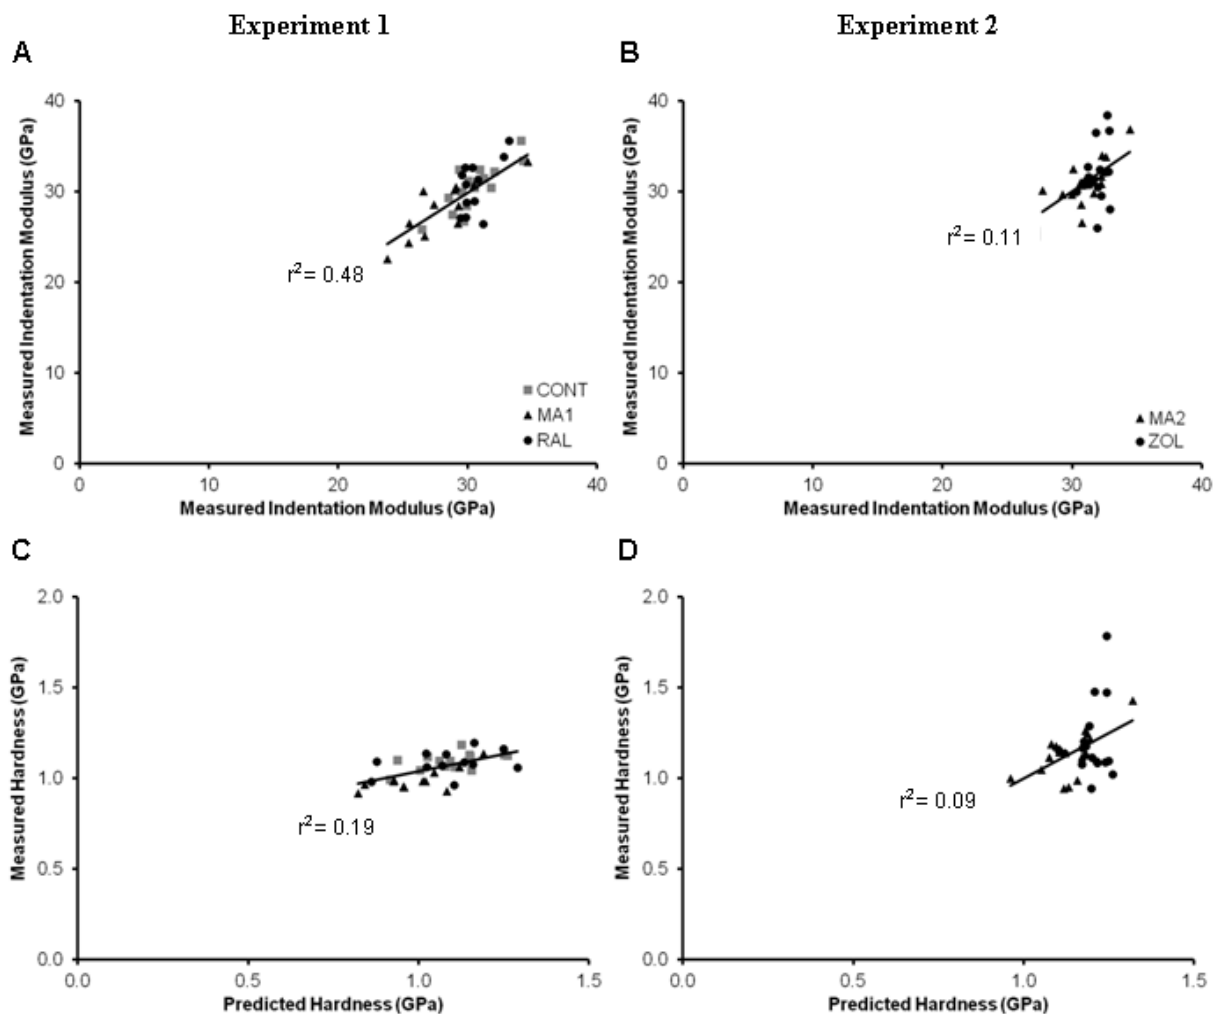 Experiment 1
Experiment 2
A
B
Measured Indentation Modulus (GPa)
40
30
20
10
0
r² = 0.48
CONT
MA1
RAL
0 10 20 30 40
Measured Indentation Modulus (GPa)
Measured Indentation Modulus (GPa)
40
30
20
10
0
r² = 0.11
MA2
ZOL
0 10 20 30 40
Measured Indentation Modulus (GPa)
C
D
Measured Hardness (GPa)
2.0
1.5
1.0
0.5
0.0
r² = 0.19
0.0 0.5 1.0 1.5
Predicted Hardness (GPa)
Measured Hardness (GPa)
2.0
1.5
1.0
0.5
0.0
r² = 0.09
0.0 0.5 1.0 1.5
Predicted Hardness (GPa)